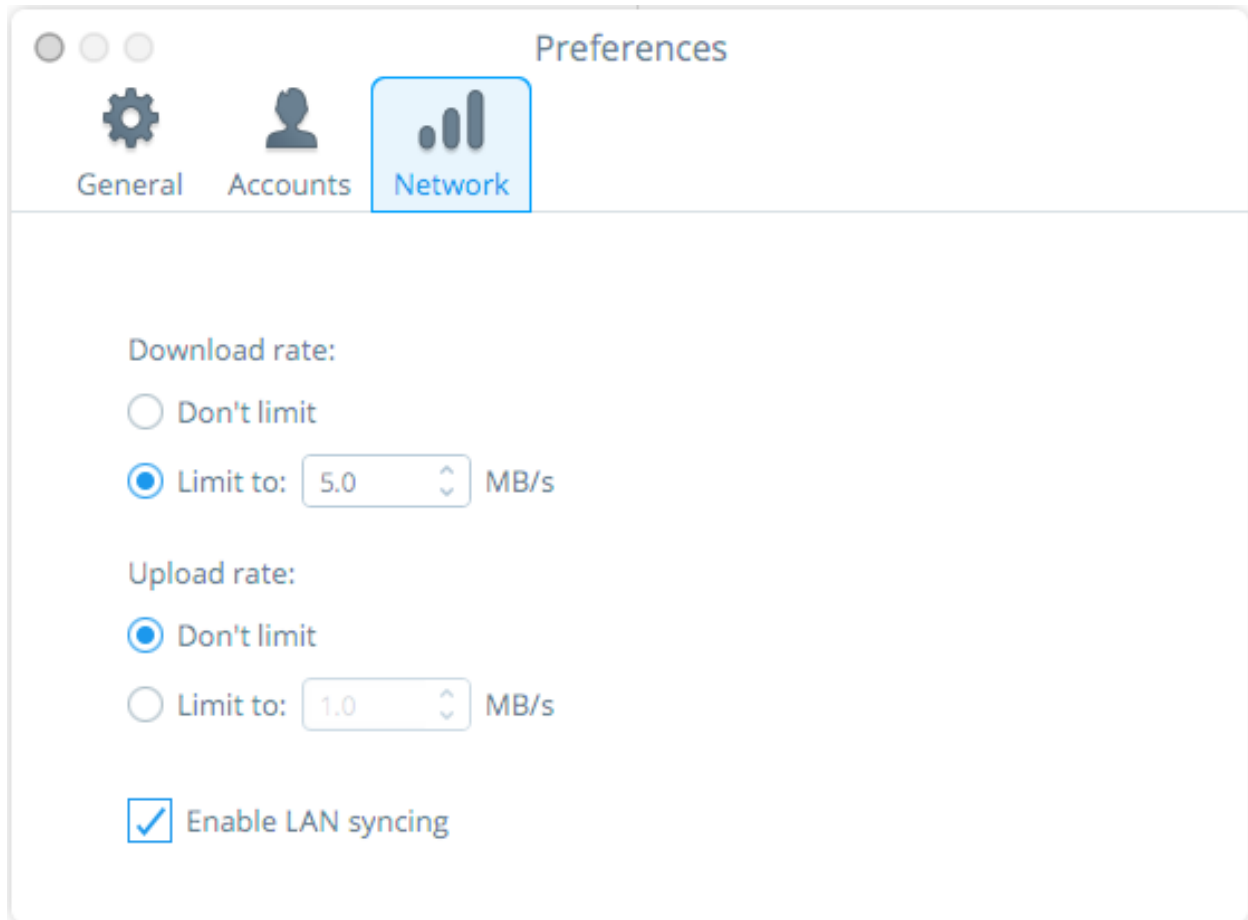 Preferences
General Accounts Network
Download rate:
Don't limit
Limit to: 5.0 MB/s
Upload rate:
Don't limit
Limit to: 1.0 MB/s
Enable LAN syncing